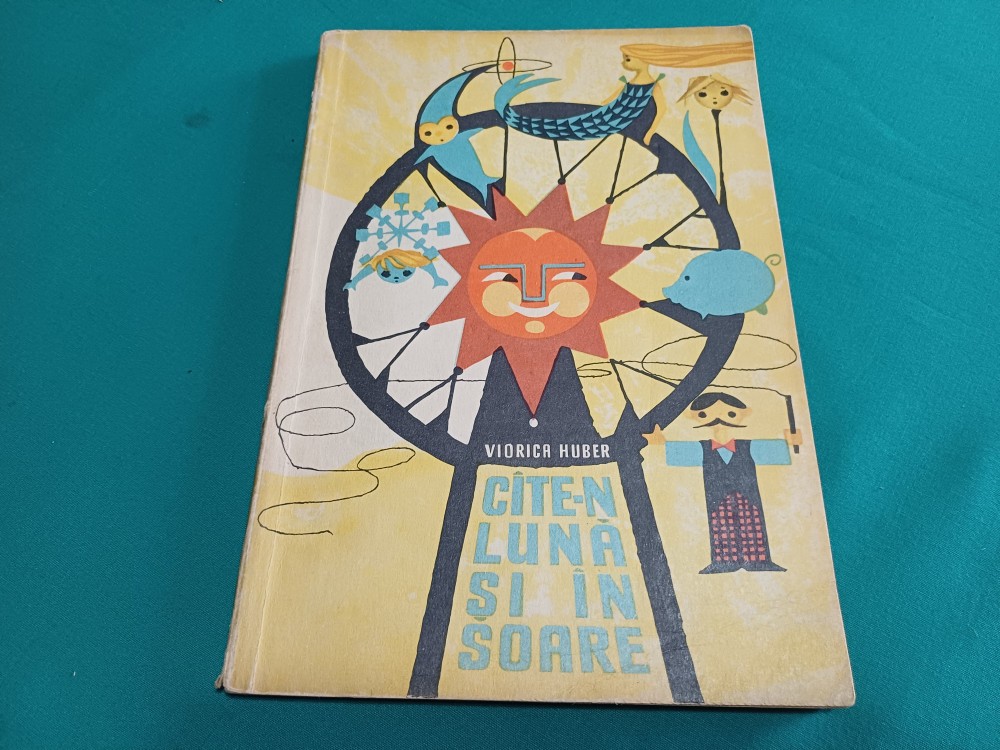 VIORICA HUBER
CÎTE-N
LUNĂ
ȘI ÎN
SOARE